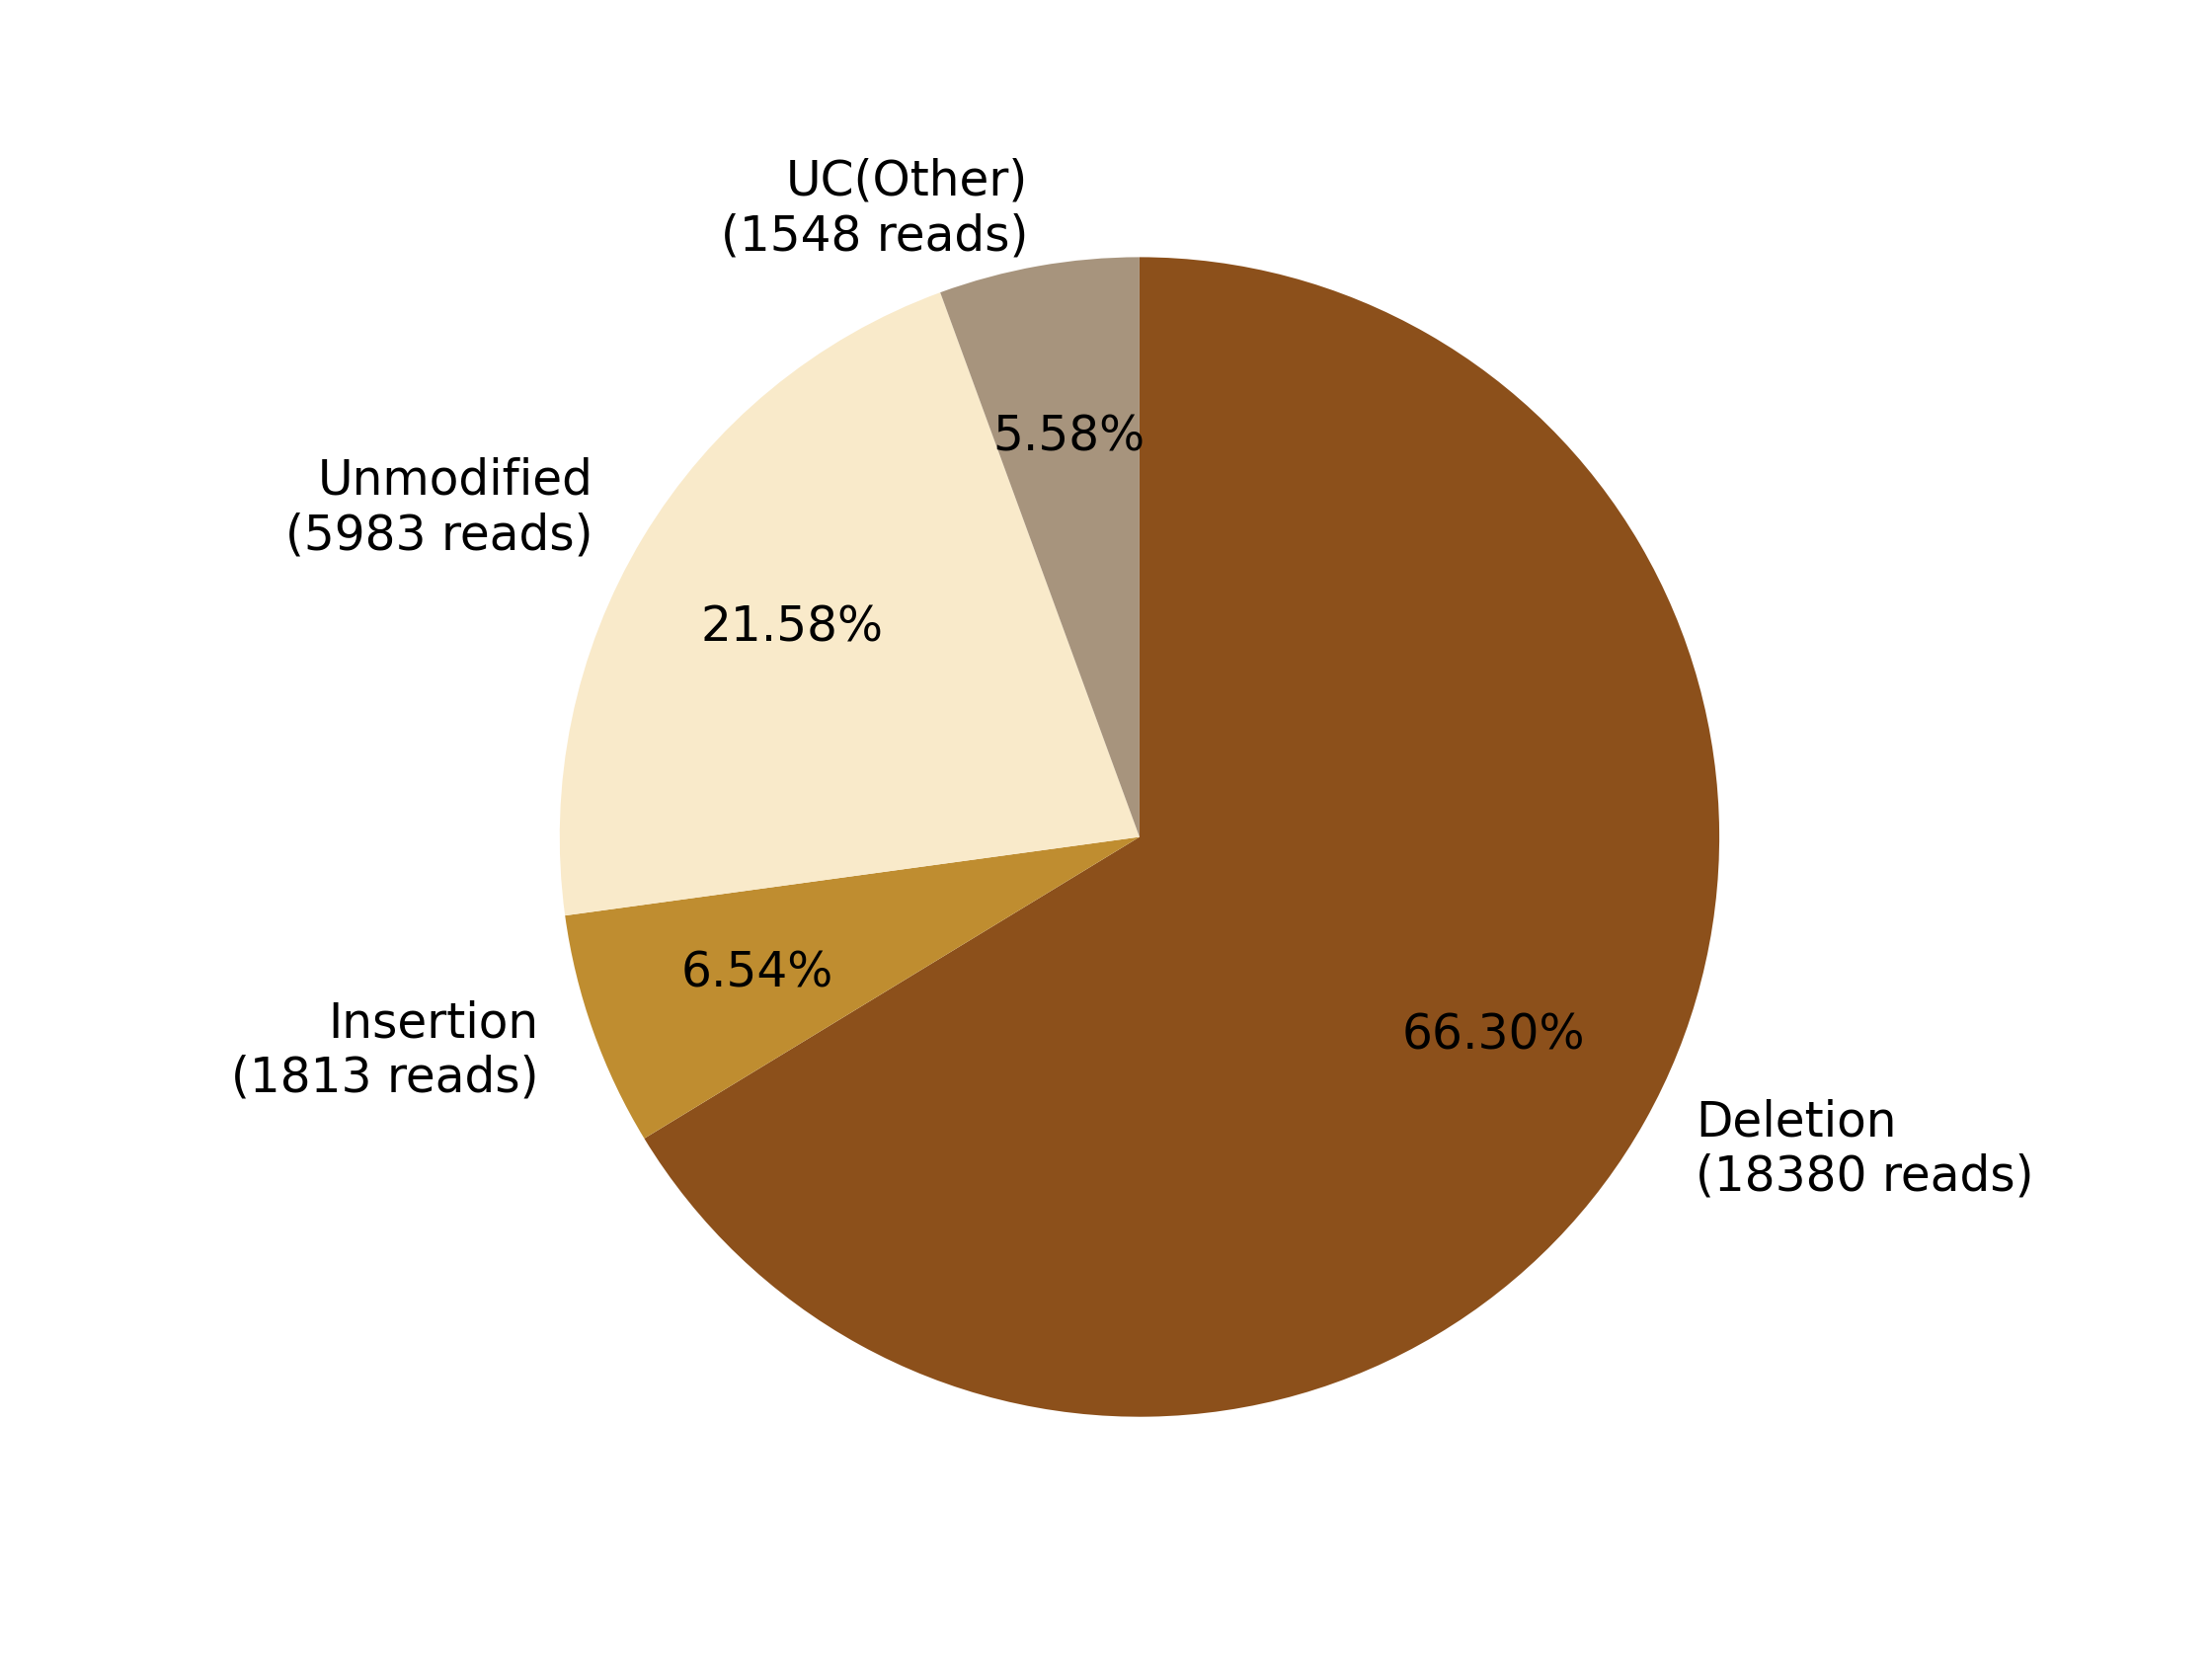 UC(Other)
(1548 reads)
5.58%
Unmodified
(5983 reads)
21.58%
6.54%
Insertion
(1813 reads)
66.30%
Deletion
(18380 reads)